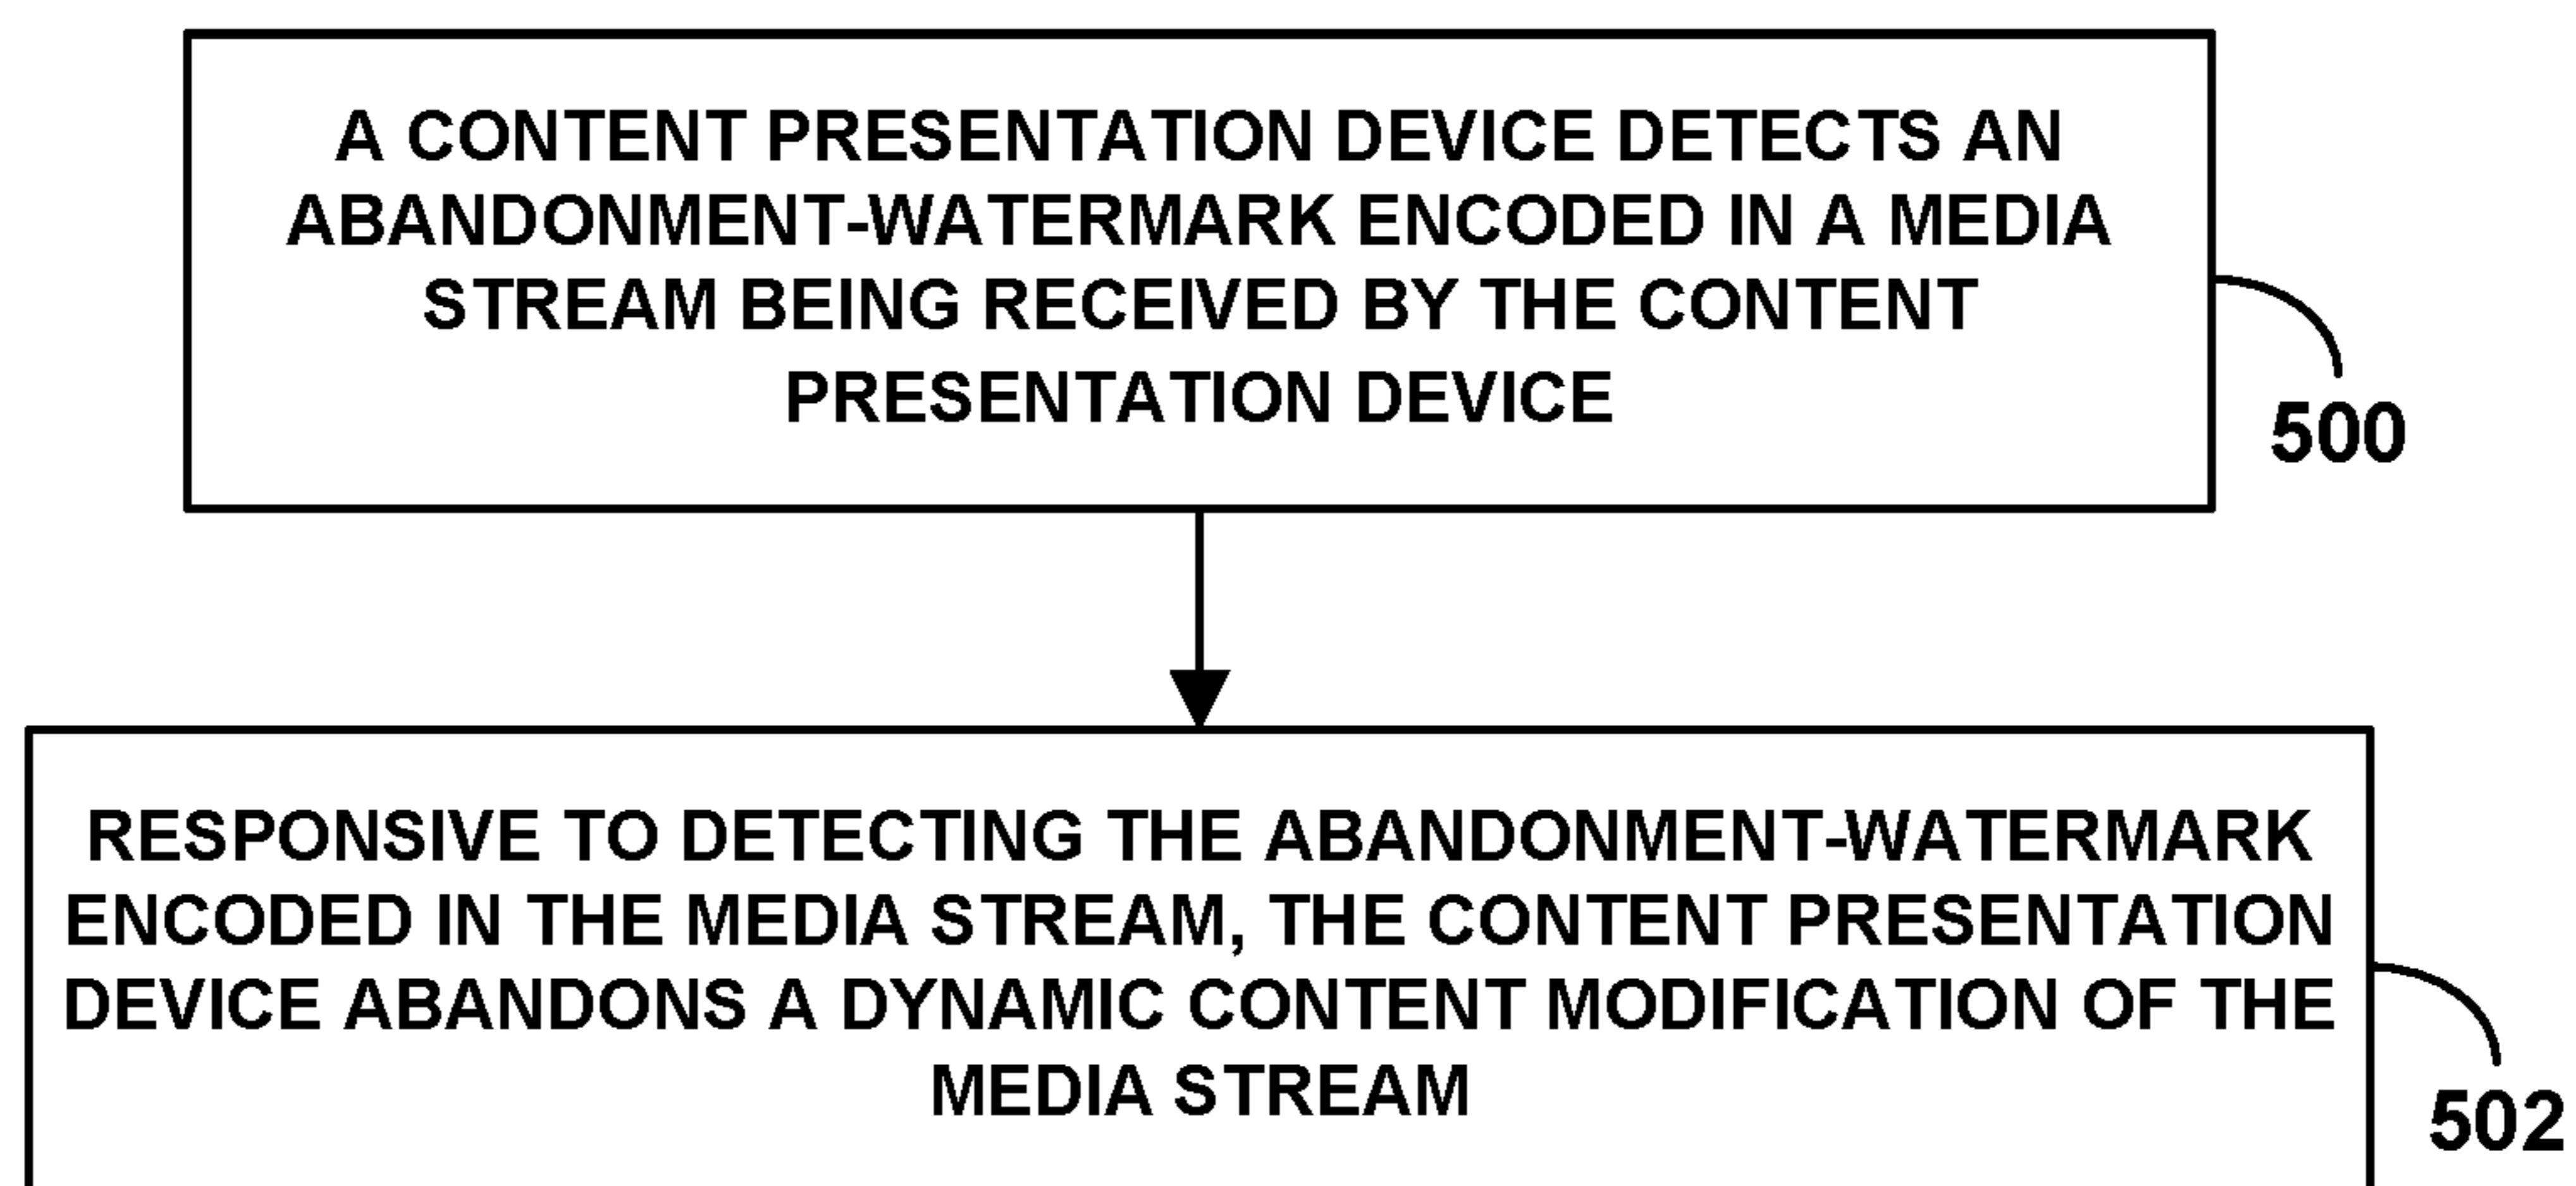 A CONTENT PRESENTATION DEVICE DETECTS AN
ABANDONMENT-WATERMARK ENCODED IN A MEDIA
STREAM BEING RECEIVED BY THE CONTENT
PRESENTATION DEVICE
500
RESPONSIVE TO DETECTING THE ABANDONMENT-WATERMARK
ENCODED IN THE MEDIA STREAM, THE CONTENT PRESENTATION
DEVICE ABANDONS A DYNAMIC CONTENT MODIFICATION OF THE
MEDIA STREAM
502